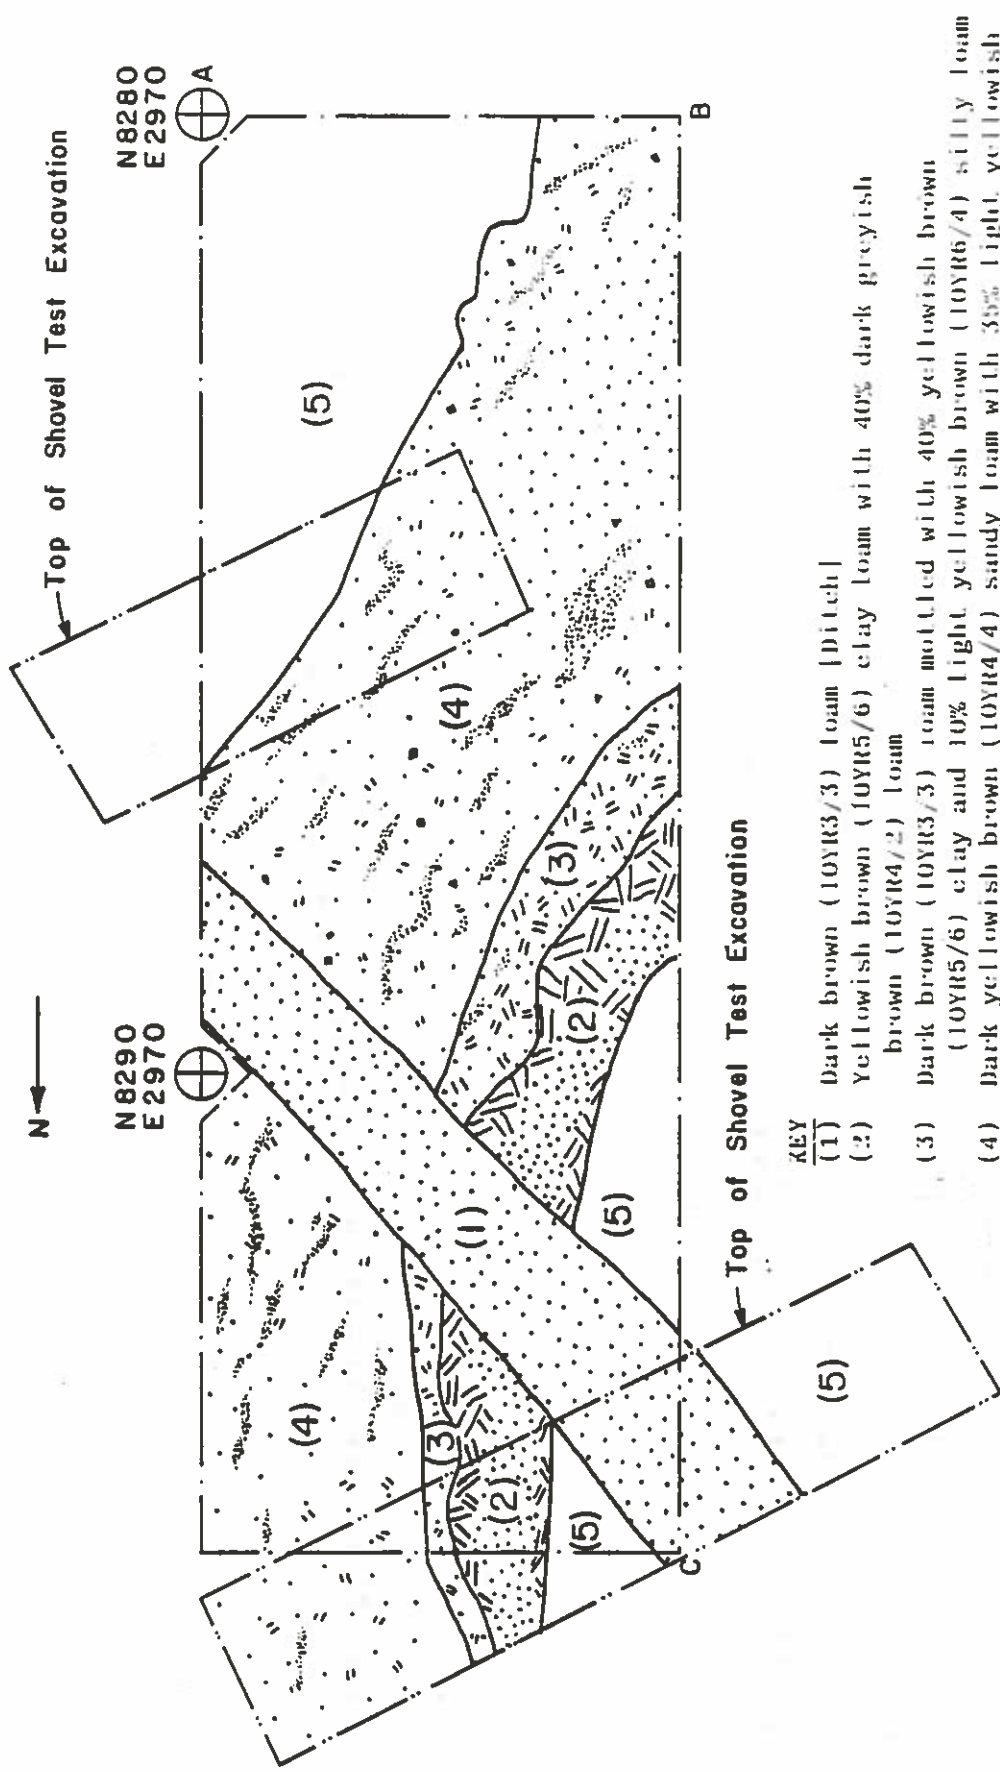 N8280
E2970
A
Top of Shovel Test Excavation
N
N8290
E2970
(5)
(4)
(4)
(3)
(3)
(1)
(2)
(2)
(5)
(5)
(5)
B
C
Top of Shovel Test Excavation
KEY
(1) Dark brown (10YR3/3) loam [Ditch]
(2) Yellowish brown (10YR5/6) clay loam with 40% dark greyish
brown (10YR4/2) loam
(3) Dark brown (10YR3/3) loam mottled with 40% yellowish brown
(10YR5/6) clay and 10% light yellowish brown (10YR6/4) silty loam
(4) Dark yellowish brown (10YR4/4) sandy loam with 35% light yellowish